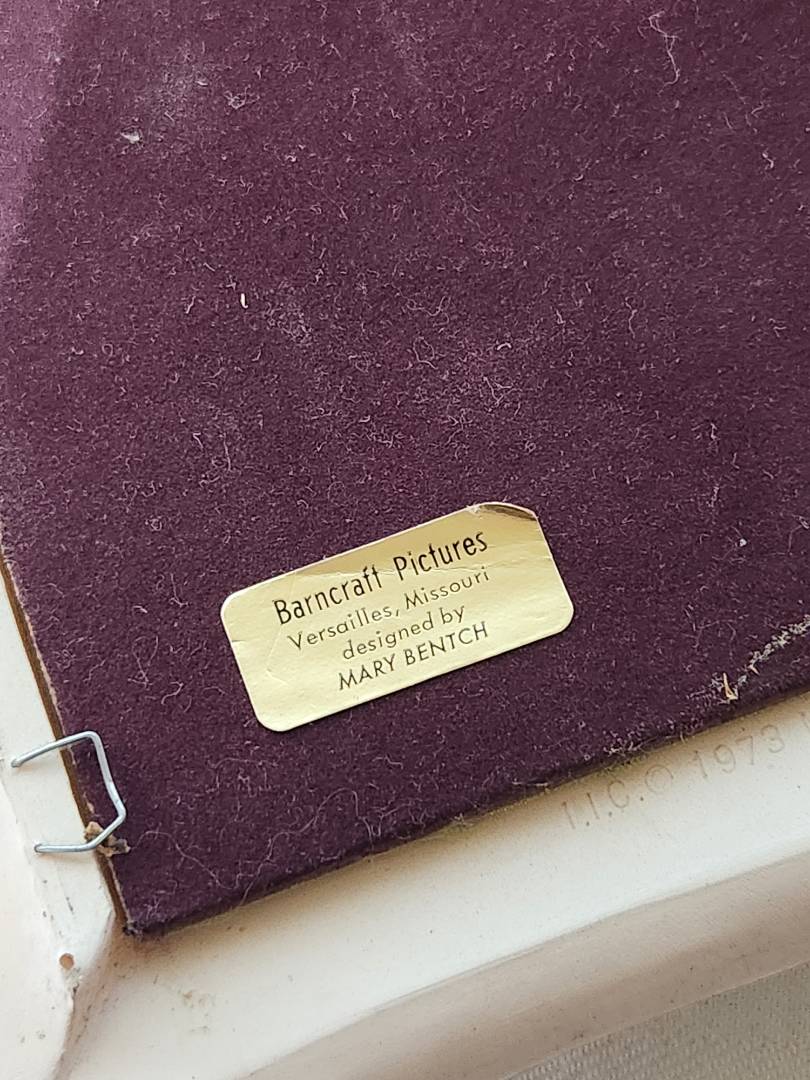 Barncraft Pictures
Versailles, Missouri
designed by
MARY BENTCH
I.I.C.© 1973